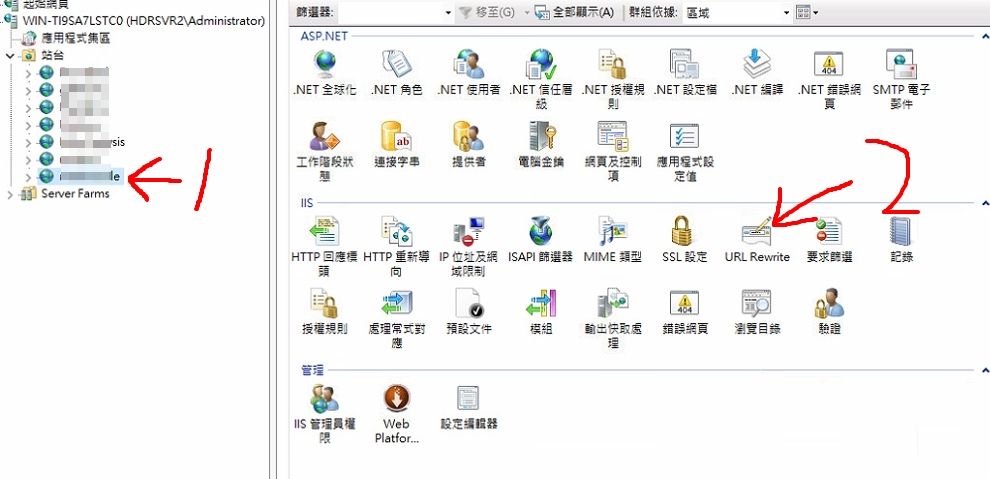 起始網頁
WIN-TI9SA7LSTC0 (HDRSVR2\Administrator)
應用程式集區
站台
Server Farms
1
篩選器:
移至(G)
全部顯示(A)
群組依據:
區域
ASP.NET
.NET 全球化
.NET 角色
.NET 使用者
.NET 信任層級
.NET 授權規則
.NET 設定檔
.NET 編譯
.NET 錯誤網頁
SMTP 電子郵件
工作階段狀態
連接字串
提供者
電腦金鑰
網頁及控制項
應用程式設定值
2
IIS
HTTP 回應標頭
HTTP 重新導向
IP 位址及網域限制
ISAPI 篩選器
MIME 類型
SSL 設定
URL Rewrite
要求篩選
記錄
授權規則
處理常式對應
預設文件
模組
輸出快取處理
錯誤網頁
瀏覽目錄
驗證
管理
IIS 管理員權限
Web Platfor...
設定編輯器